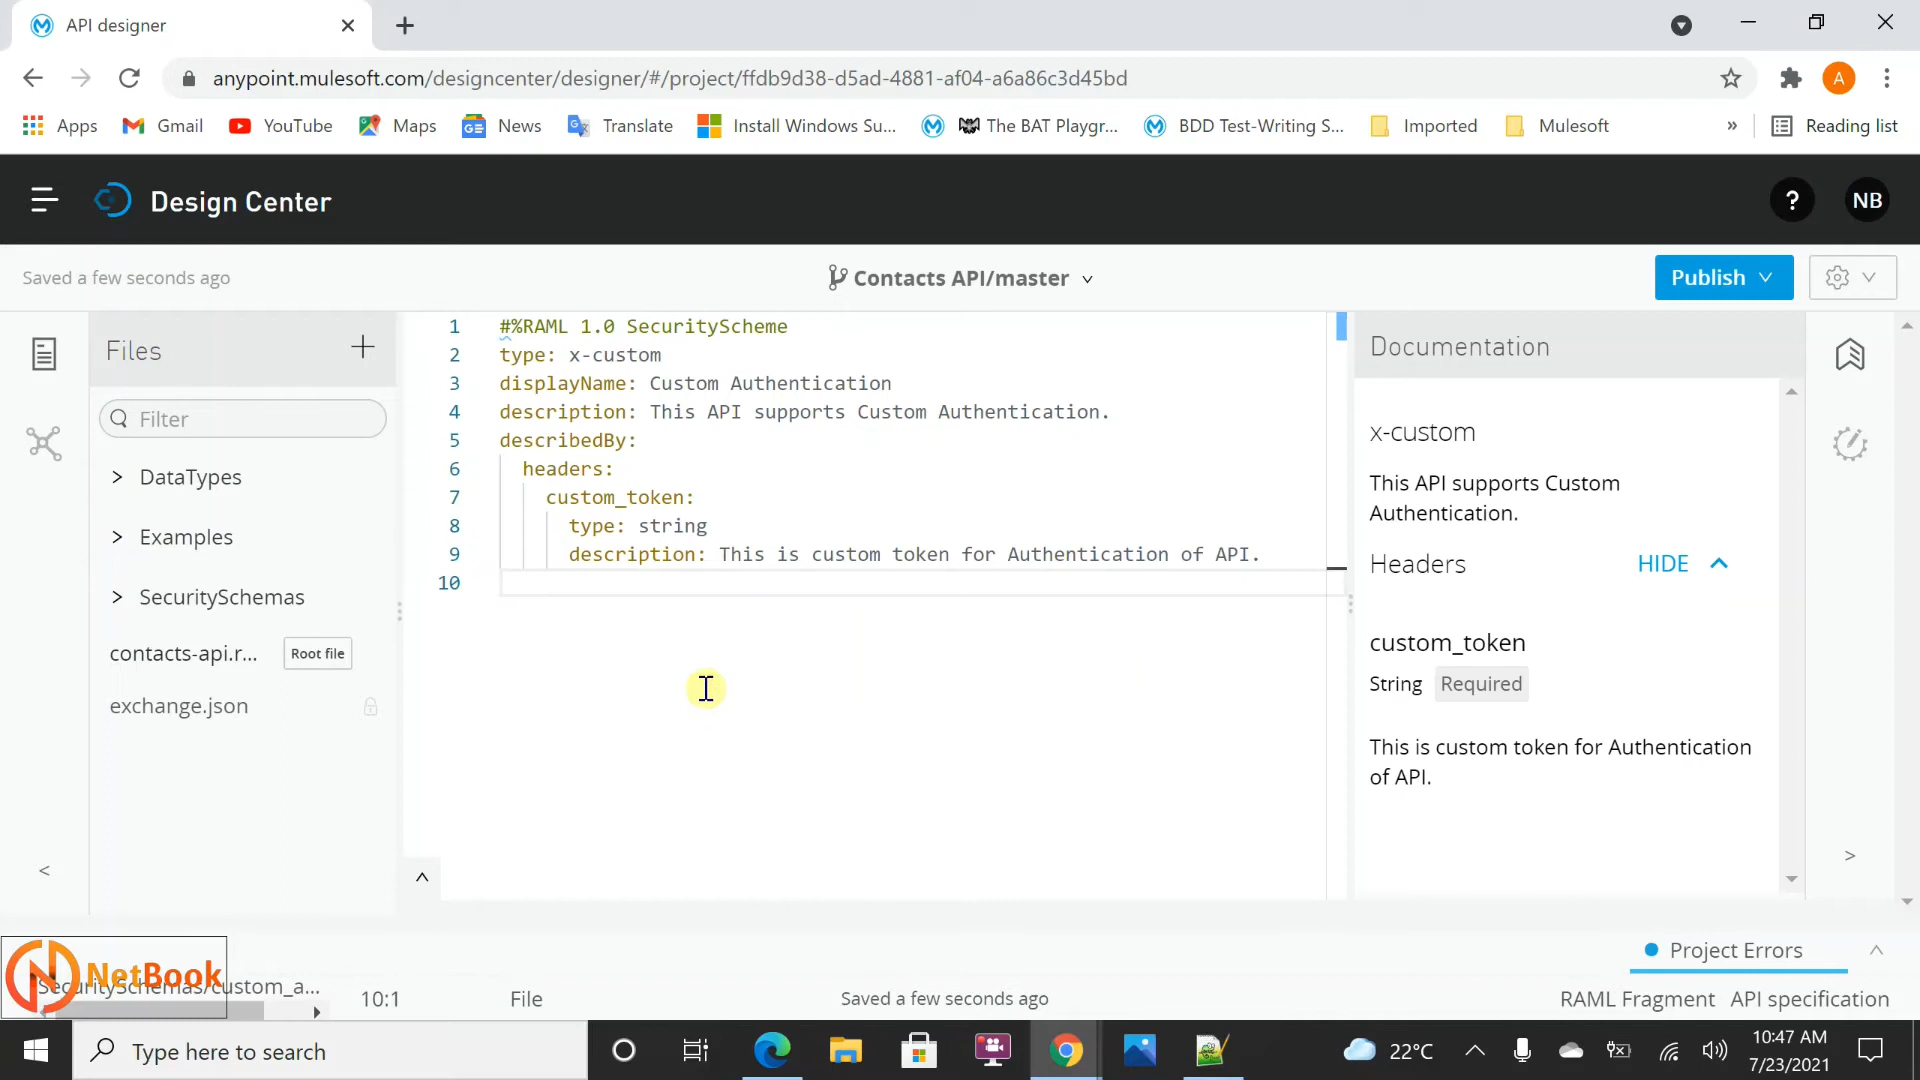 API designer
anypoint.mulesoft.com/designcenter/designer/#/project/ffdb9d38-d5ad-4881-af04-a6a86c3d45bd
A
Apps
Gmail
YouTube
Maps
News
Translate
Install Windows Su...
The BAT Playgr...
BDD Test-Writing S...
Imported
Mulesoft
»
Reading list
Design Center
?
NB
Saved a few seconds ago
Contacts API/master
Publish
Files
Filter
> DataTypes
> Examples
> SecuritySchemas
contacts-api.r... Root file
exchange.json
1 #%RAML 1.0 SecurityScheme
2 type: x-custom
3 displayName: Custom Authentication
4 description: This API supports Custom Authentication.
5 describedBy:
6 headers:
7 custom_token:
8 type: string
9 description: This is custom token for Authentication of API.
10
Documentation
x-custom
This API supports Custom
Authentication.
Headers HIDE
custom_token
String Required
This is custom token for Authentication
of API.
Project Errors
NetBook
SecuritySchemas/custom_a...
10:1
File
Saved a few seconds ago
RAML Fragment
API specification
Type here to search
22°C
10:47 AM
7/23/2021